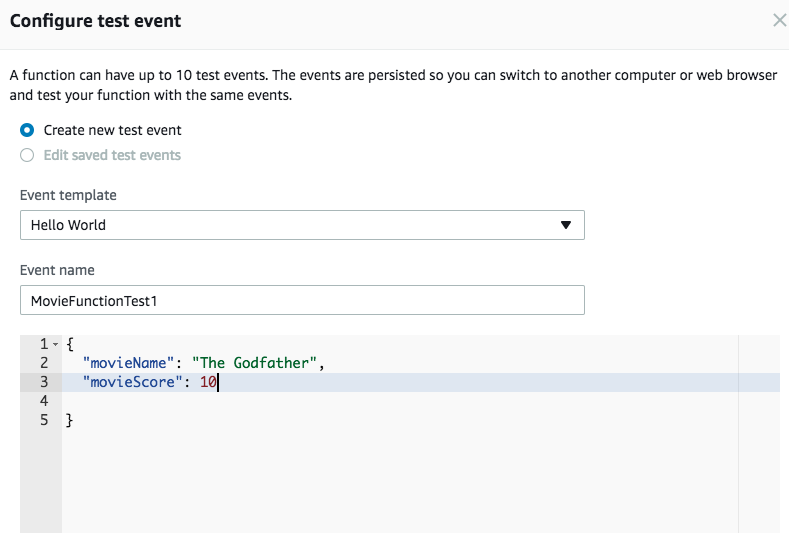 Configure test event
A function can have up to 10 test events. The events are persisted so you can switch to another computer or web browser
and test your function with the same events.
Create new test event
Edit saved test events
Event template
Hello World
Event name
MovieFunctionTest1
1 {
2 "movieName": "The Godfather",
3 "movieScore": 10
4
5 }